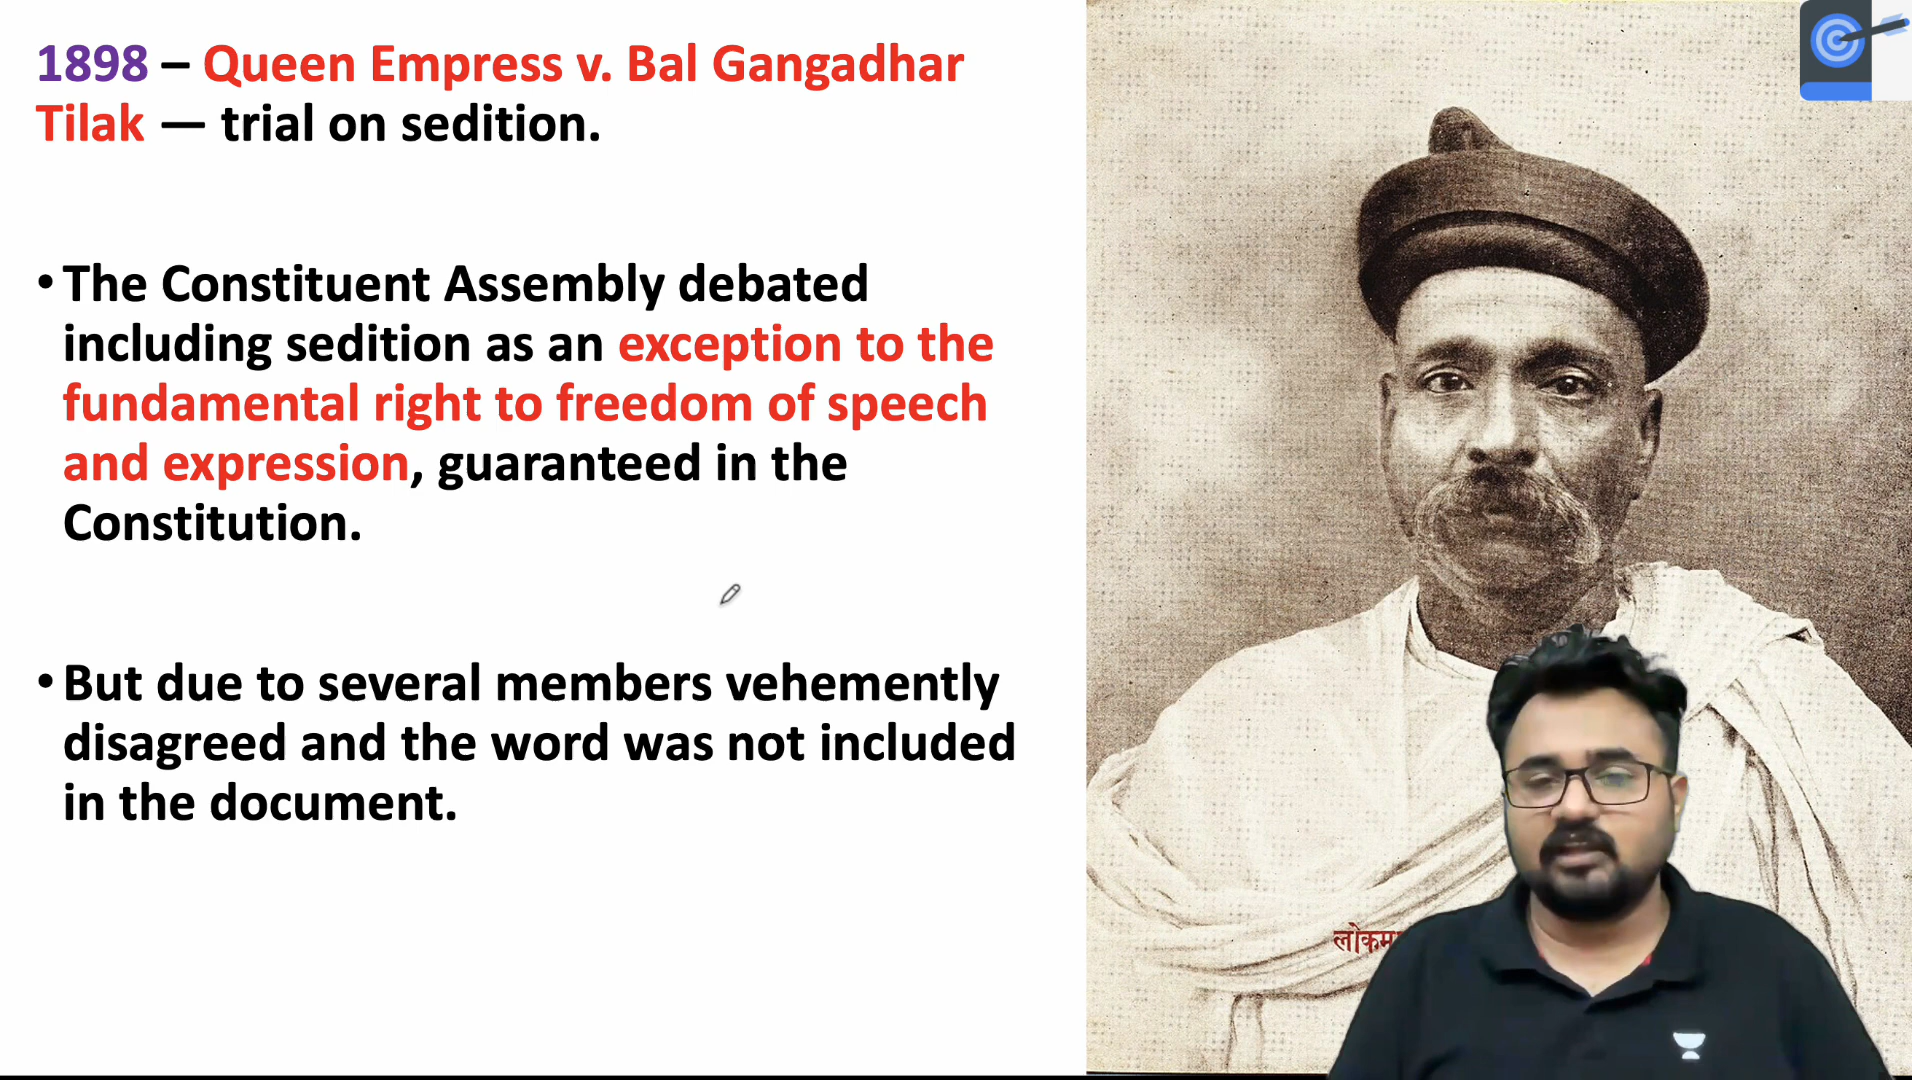 1898 – Queen Empress v. Bal Gangadhar
Tilak — trial on sedition.
• The Constituent Assembly debated
including sedition as an exception to the
fundamental right to freedom of speech
and expression, guaranteed in the
Constitution.
• But due to several members vehemently
disagreed and the word was not included
in the document.